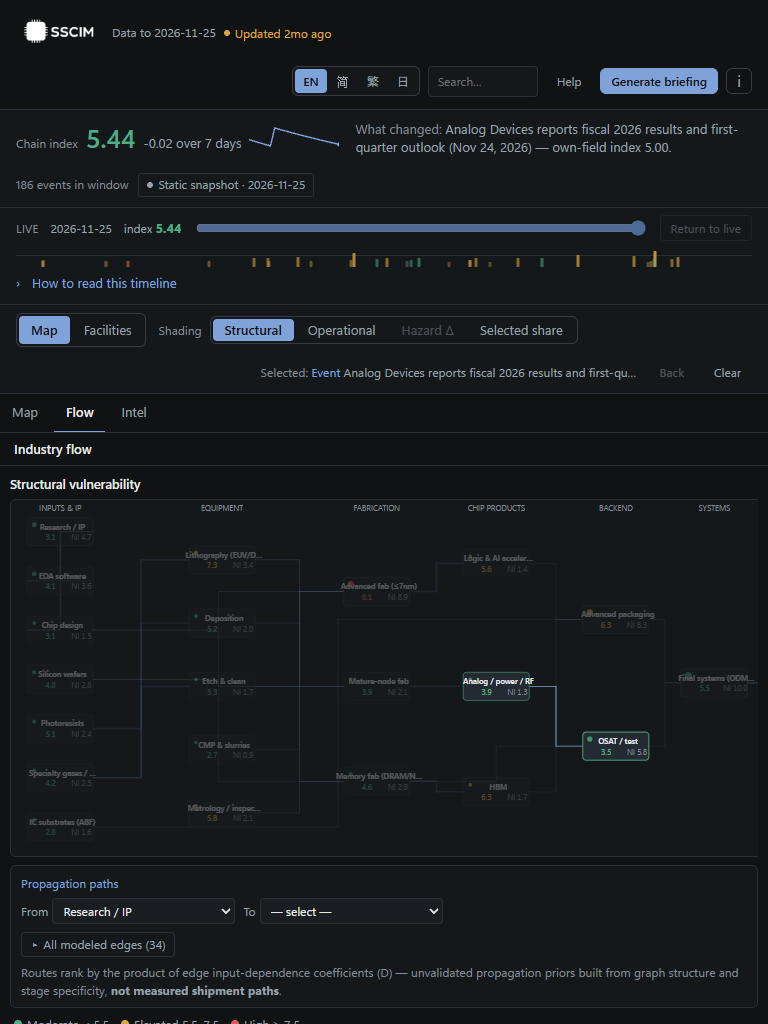 SSCIM Data to 2026-11-25 Updated 2mo ago
EN 简 繁 日 Search... Help Generate briefing i
Chain index 5.44 -0.02 over 7 days
What changed: Analog Devices reports fiscal 2026 results and first-
quarter outlook (Nov 24, 2026) — own-field index 5.00.
186 events in window Static snapshot · 2026-11-25
LIVE 2026-11-25 index 5.44 Return to live
› How to read this timeline
Map Facilities Shading Structural Operational Hazard Δ Selected share
Selected: Event Analog Devices reports fiscal 2026 results and first-qu... Back Clear
Map Flow Intel
Industry flow
Structural vulnerability
INPUTS & IP EQUIPMENT FABRICATION CHIP PRODUCTS BACKEND SYSTEMS
Research / IP
3.1 NI 4.7
EDA software
4.1 NI 3.6
Chip design
3.1 NI 1.5
Silicon wafers
4.8 NI 2.8
Photoresists
5.1 NI 2.4
Specialty gases / ...
4.2 NI 2.5
IC substrates (ABF)
2.8 NI 1.6
Lithography (EUV/D...
7.3 NI 3.4
Deposition
5.2 NI 2.0
Etch & clean
5.3 NI 1.7
CMP & slurries
2.7 NI 0.9
Metrology / inspec...
5.8 NI 2.1
Advanced fab (≤7nm)
8.1 NI 8.9
Mature-node fab
3.9 NI 2.1
Memory fab (DRAM/N...
4.6 NI 2.8
Logic & AI acceler...
5.6 NI 1.4
Analog / power / RF
3.9 NI 1.3
HBM
6.3 NI 1.7
Advanced packaging
6.3 NI 8.3
OSAT / test
3.5 NI 5.8
Final systems (ODM...
5.5 NI 10.0
Propagation paths
From Research / IP To — select —
▸ All modeled edges (34)
Routes rank by the product of edge input-dependence coefficients (D) — unvalidated propagation priors built from graph structure and
stage specificity, not measured shipment paths.